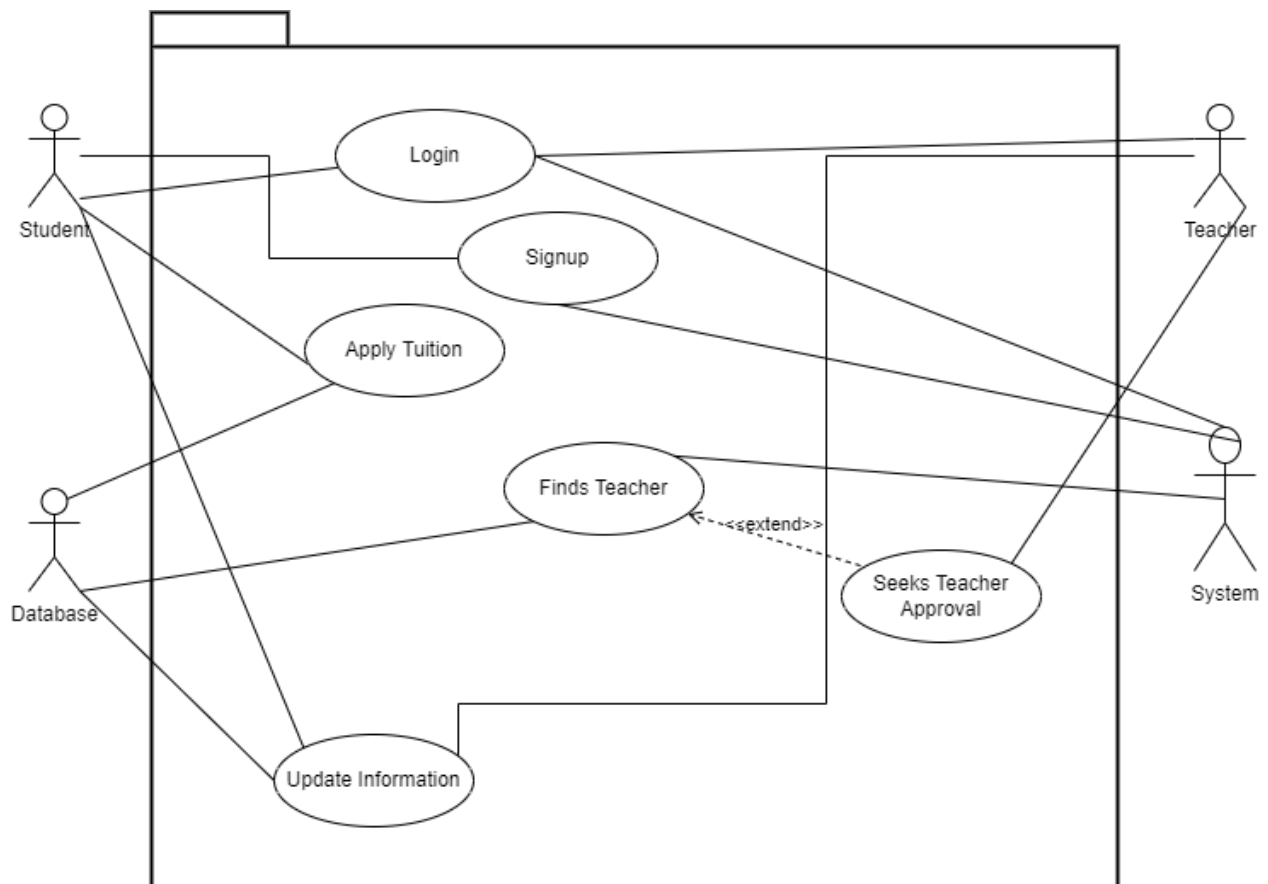 Login
Student
Teacher
Signup
Apply Tuition
Finds Teacher
<<extend>>
Seeks Teacher
Approval
System
Database
Update Information